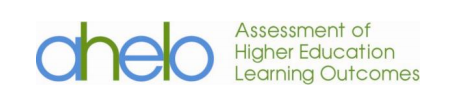 ahelo
Assessment of
Higher Education
Learning Outcomes